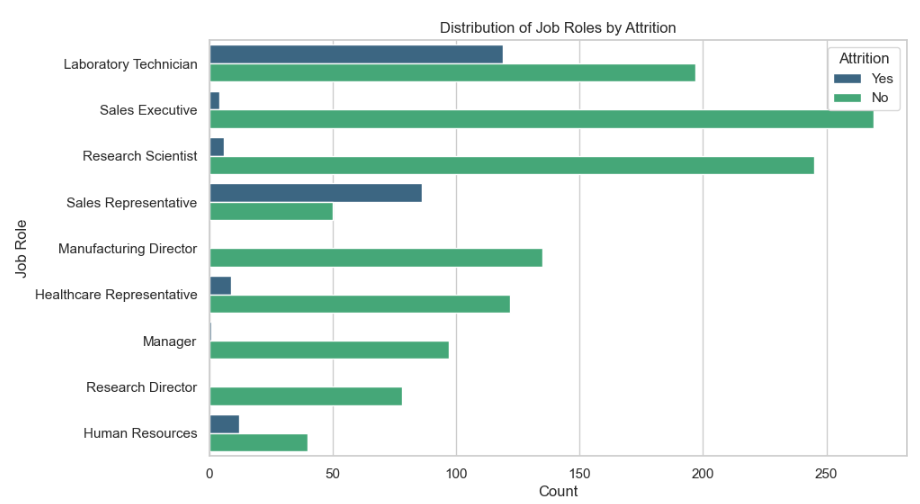 Distribution of Job Roles by Attrition
Attrition
Yes
No
Job Role
Laboratory Technician
Sales Executive
Research Scientist
Sales Representative
Manufacturing Director
Healthcare Representative
Manager
Research Director
Human Resources
0 50 100 150 200 250
Count